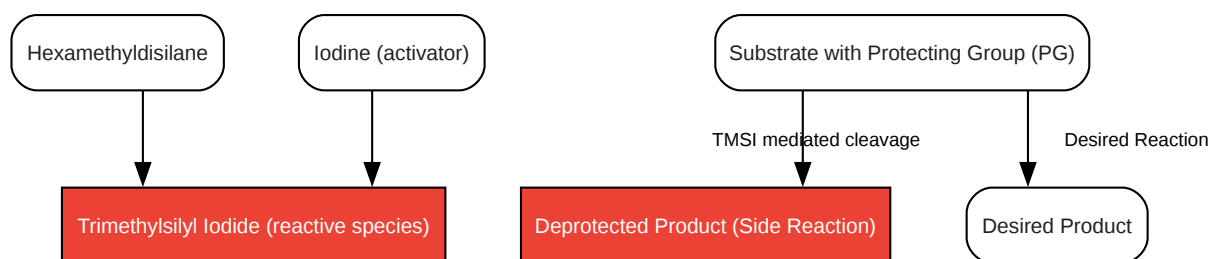 Hexamethyldisilane
Iodine (activator)
Substrate with Protecting Group (PG)
TMSI mediated cleavage
Desired Reaction
Trimethylsilyl Iodide (reactive species)
Deprotected Product (Side Reaction)
Desired Product